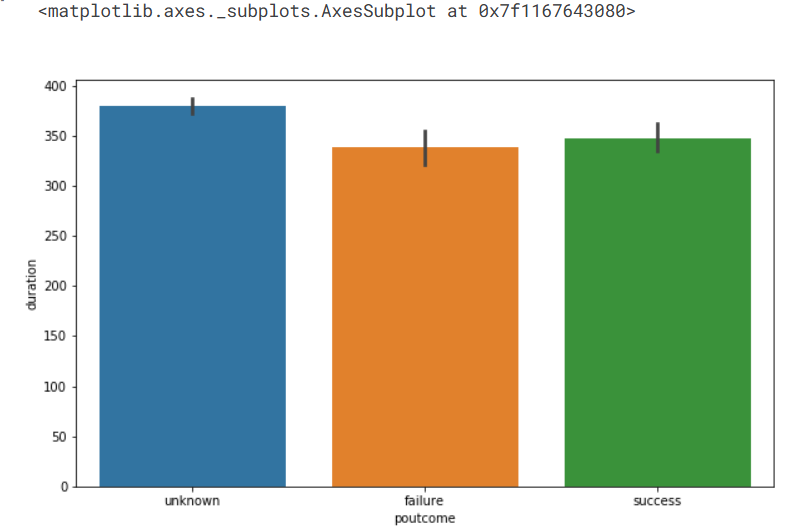 <matplotlib.axes._subplots.AxesSubplot at 0x7f1167643080>
400
350
300
250
200
150
100
50
0
duration
unknown failure success
poutcome